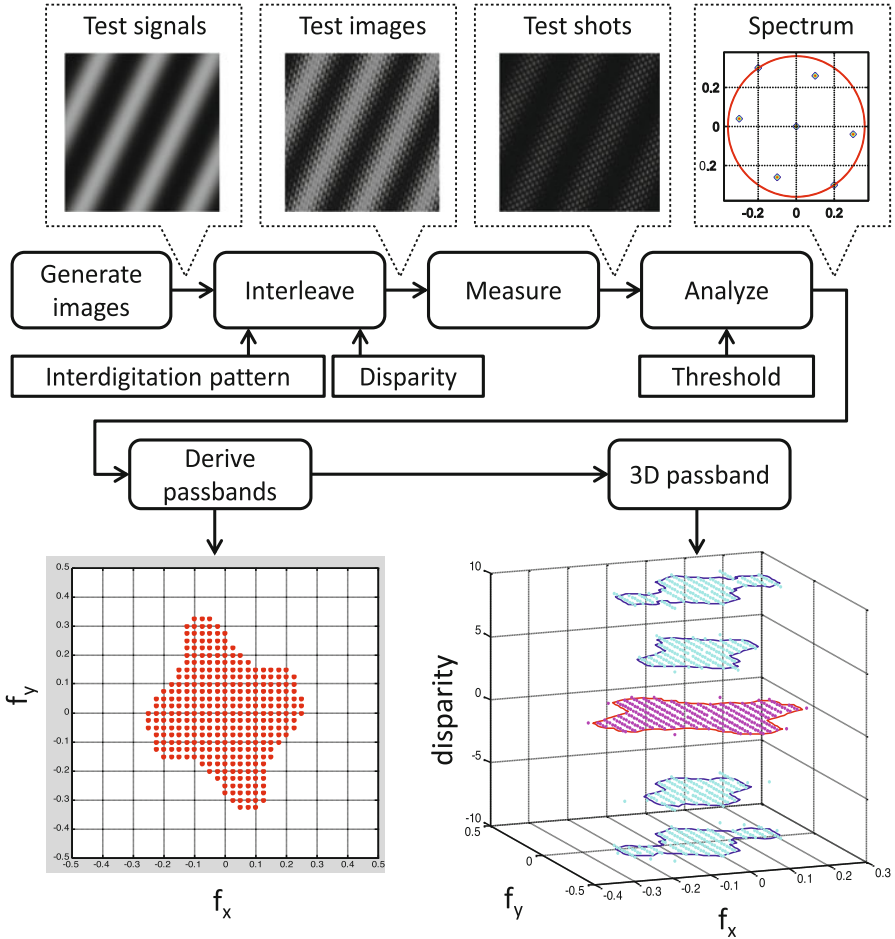 Test signals
Test images
Test shots
Spectrum
0.2
0
0.2
-0.2 0 0.2
Generate
images
Interleave
Measure
Analyze
Interdigitation pattern
Disparity
Threshold
Derive
passbands
3D passband
0.5
0.4
0.3
0.2
0.1
0
-0.1
-0.2
-0.3
-0.4
-0.5
-0.5 -0.4 -0.3 -0.2 -0.1 0 0.1 0.2 0.3 0.4 0.5
fy
fx
10
5
0
-5
-10
disparity
0.5
0
-0.5
fy
-0.4 -0.3 -0.2 -0.1 0 0.1 0.2 0.3
fx